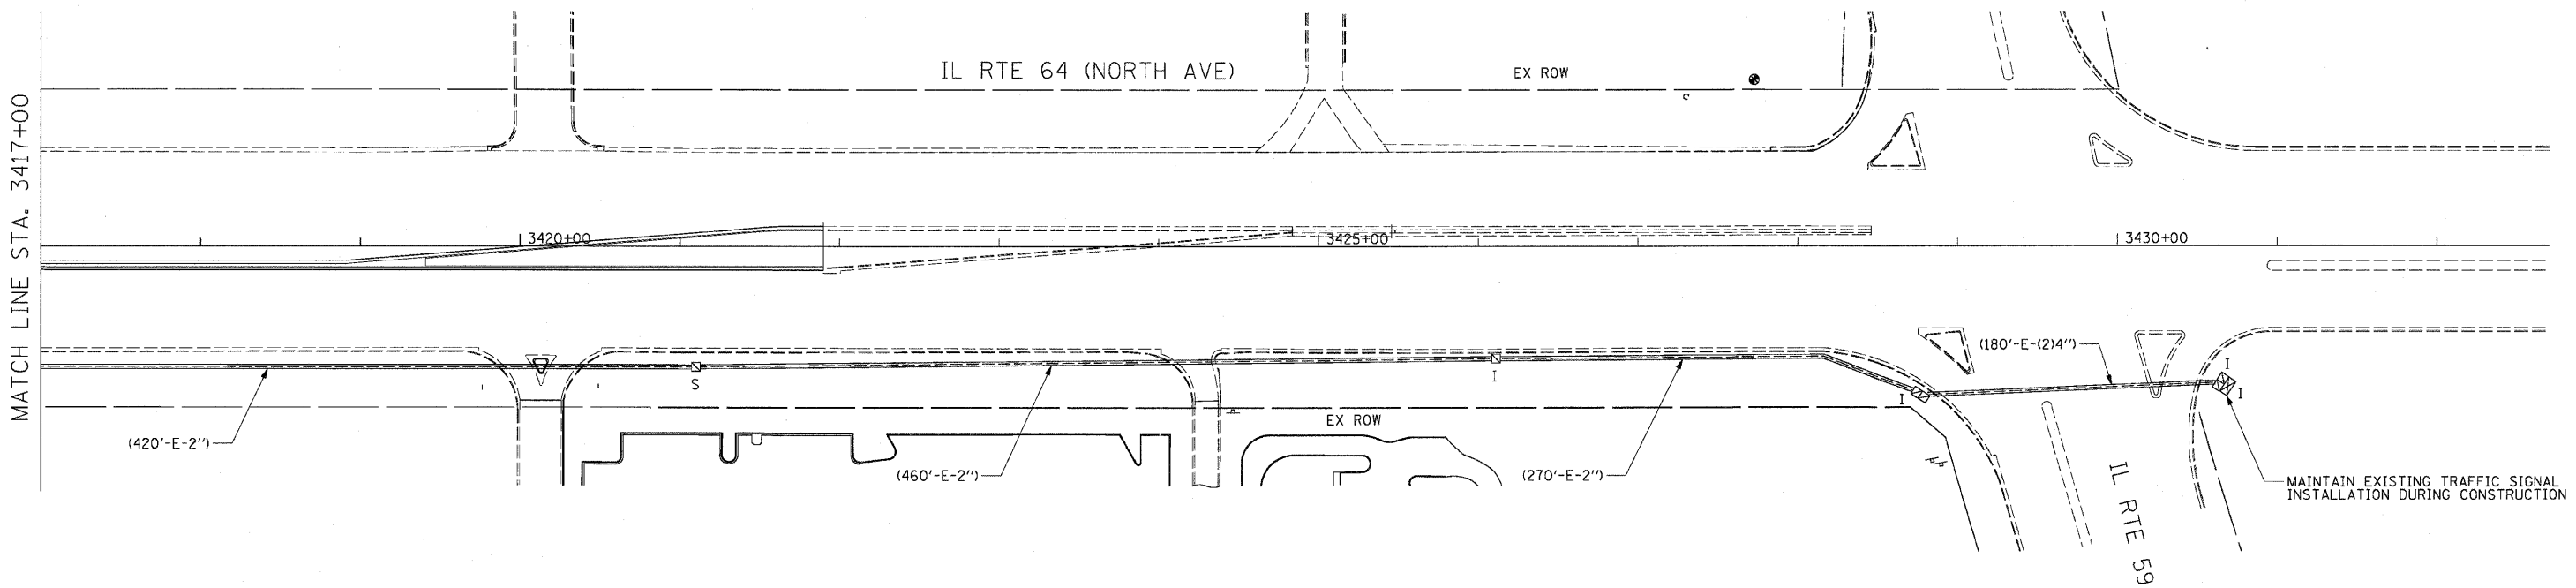 MATCH LINE STA. 3417+00
IL RTE 64 (NORTH AVE)
EX ROW
S
3420+00
3425+00
3430+00
(180'-E-(2)4")
S
I
I
I
I
(420'-E-2")
(460'-E-2")
EX ROW
(270'-E-2")
IL RTE 59
MAINTAIN EXISTING TRAFFIC SIGNAL
INSTALLATION DURING CONSTRUCTION